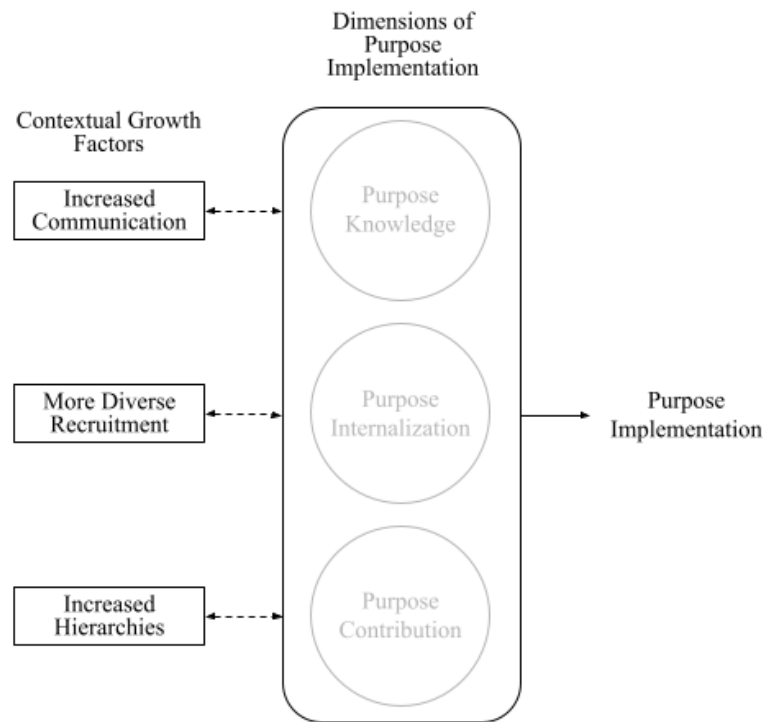 Dimensions of
Purpose
Implementation
Contextual Growth
Factors
Increased
Communication
More Diverse
Recruitment
Increased
Hierarchies
Purpose
Knowledge
Purpose
Internalization
Purpose
Contribution
Purpose
Implementation